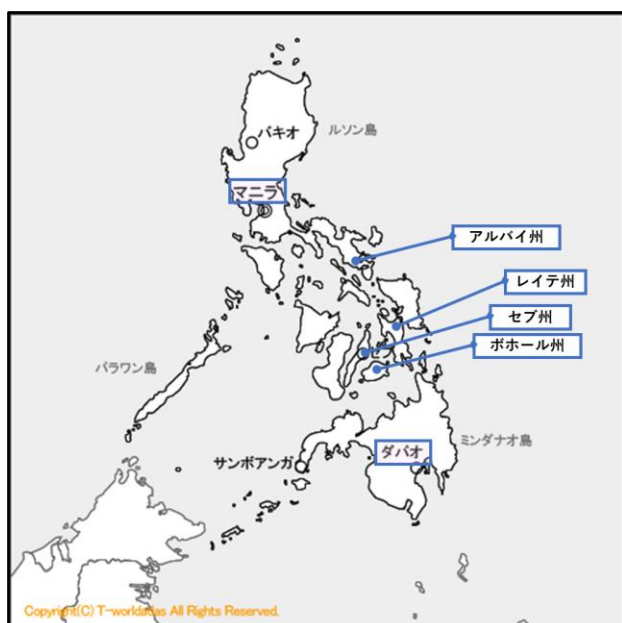 バキオ
ルソン島
マニラ
アルバイ州
レイテ州
セブ州
ボホール州
パラワン島
ミンダナオ島
ダバオ
サンボアンガ
Copyright(C) T-worldatlas All Rights Reserved.